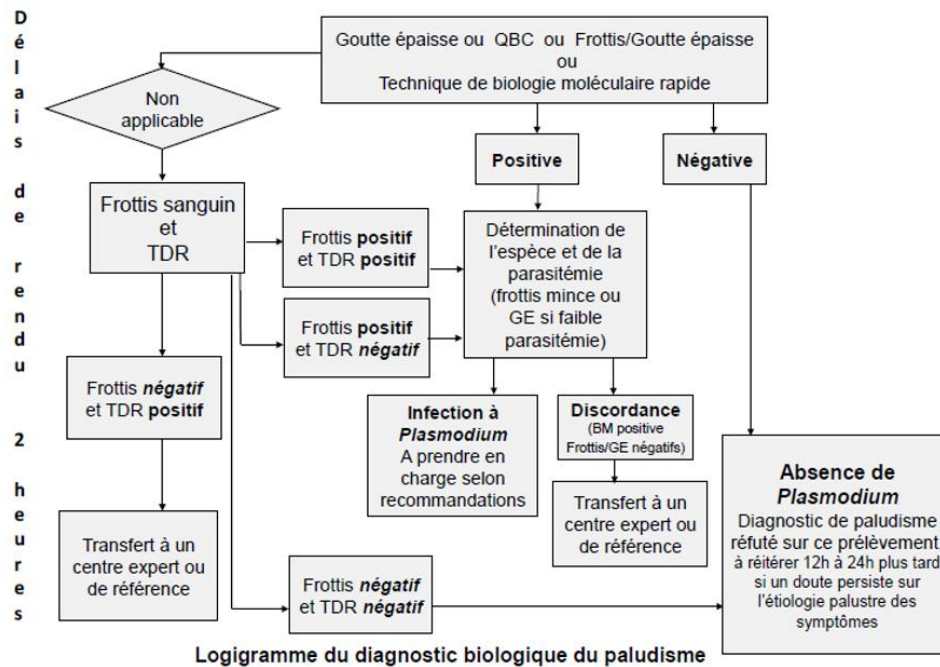 Délais de rendu 2 heures
Goutte épaisse ou QBC ou Frottis/Goutte épaisse
ou
Technique de biologie moléculaire rapide
Non
applicable
Positive
Négative
Frottis sanguin
et
TDR
Frottis positif
et TDR positif
Frottis positif
et TDR négatif
Détermination de
l'espèce et de la
parasitémie
(frottis mince ou
GE si faible
parasitémie)
Frottis négatif
et TDR positif
Infection à
Plasmodium
A prendre en
charge selon
recommandations
Discordance
(BM positive
Frottis/GE négatifs)
Transfert à un
centre expert ou
de référence
Absence de
Plasmodium
Diagnostic de paludisme
réfuté sur ce prélèvement,
à réitérer 12h à 24h plus tard
si un doute persiste sur
l'étiologie palustre des
symptômes
Transfert à un
centre expert ou
de référence
Frottis négatif
et TDR négatif
Logigramme du diagnostic biologique du paludisme